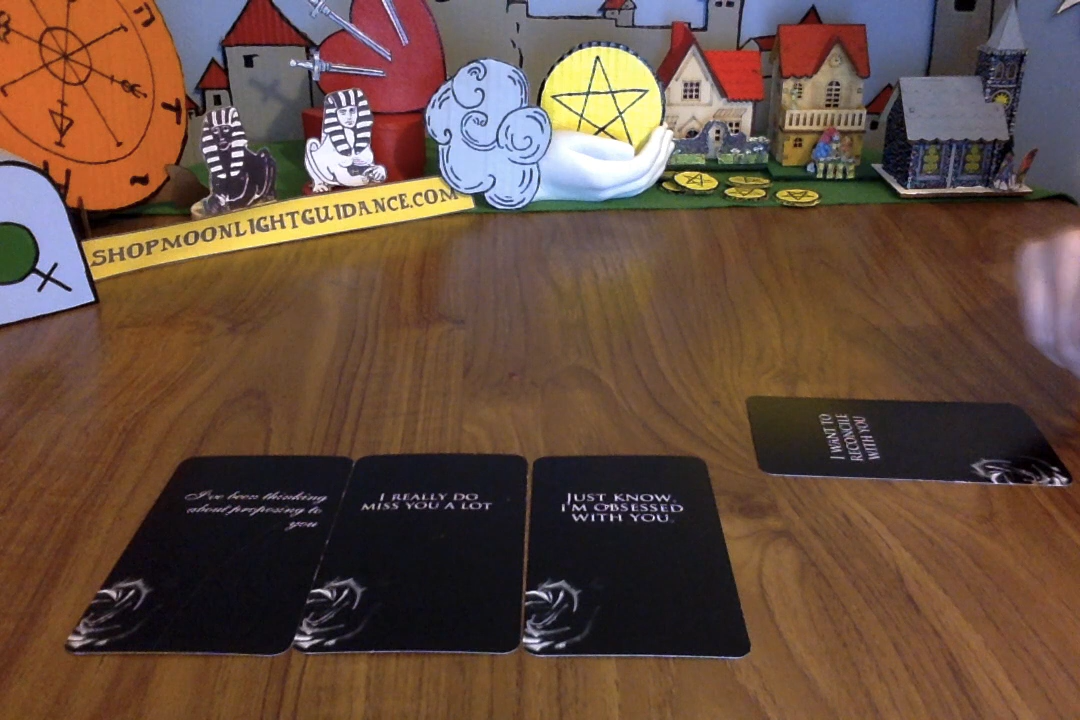 SHOPMOONLIGHTGUIDANCE.COM
I WANT TO
RECONCILE
WITH YOU
I've been thinking
about proposing to
you
I REALLY DO
MISS YOU A LOT
JUST KNOW,
I'M OBSESSED
WITH YOU.